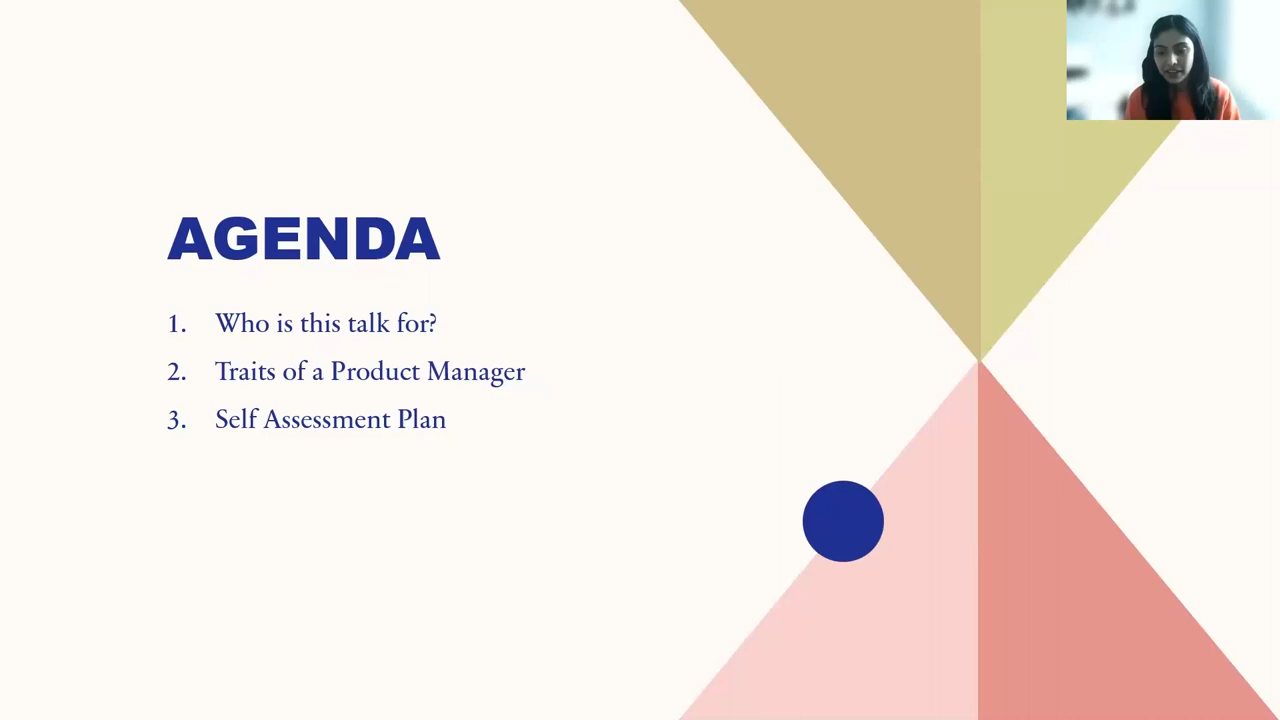 AGENDA
1. Who is this talk for?
2. Traits of a Product Manager
3. Self Assessment Plan